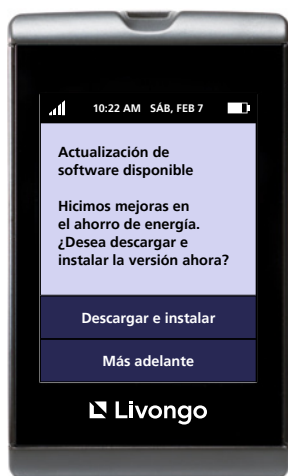 10:22 AM SÁB, FEB 7
Actualización de
software disponible
Hicimos mejoras en
el ahorro de energía.
¿Desea descargar e
instalar la versión ahora?
Descargar e instalar
Más adelante
Livongo